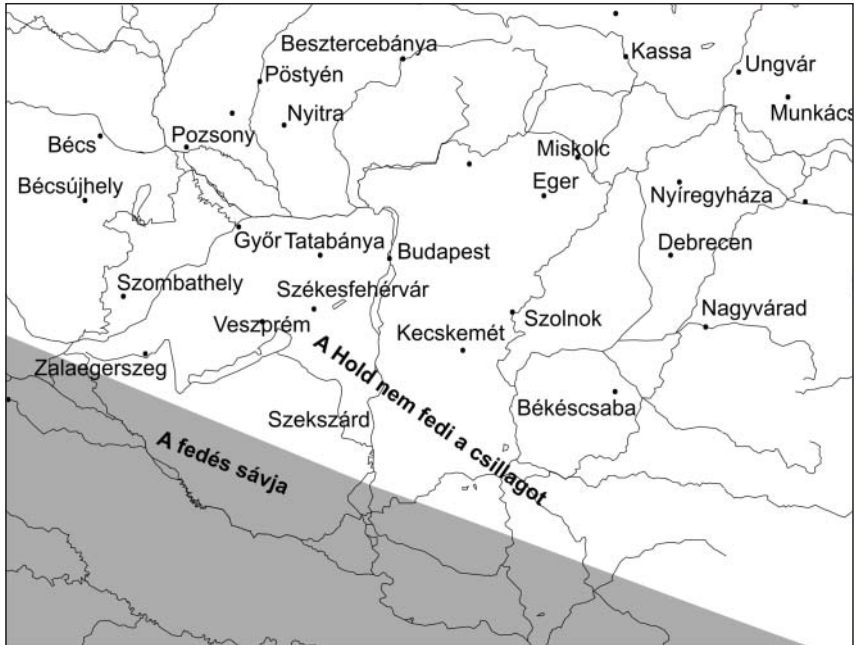 Besztercebánya
Kassa
Ungvár
Pöstyén
Munkács
Nyitra
Pozsony
Bécs
Miskolc
Eger
Bécsújhely
Nyíregyháza
Győr
Tatabánya
Budapest
Debrecen
Szombathely
Székesfehérvár
Veszprém
Szolnok
Nagyvárad
Kecskemét
A Hold nem fedi a csillagot
Zalaegerszeg
Szekszárd
Békéscsaba
A fedés sávja